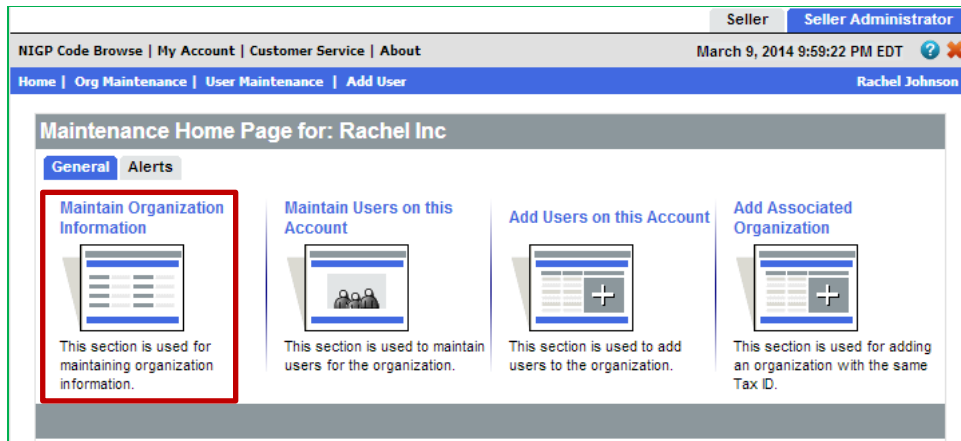 Seller Seller Administrator
NIGP Code Browse | My Account | Customer Service | About March 9, 2014 9:59:22 PM EDT ?
Home | Org Maintenance | User Maintenance | Add User Rachel Johnson
Maintenance Home Page for: Rachel Inc
General Alerts
Maintain Organization
Information
This section is used for
maintaining organization
information.
Maintain Users on this
Account
This section is used to maintain
users for the organization.
Add Users on this Account
This section is used to add
users to the organization.
Add Associated
Organization
This section is used for adding
an organization with the same
Tax ID.